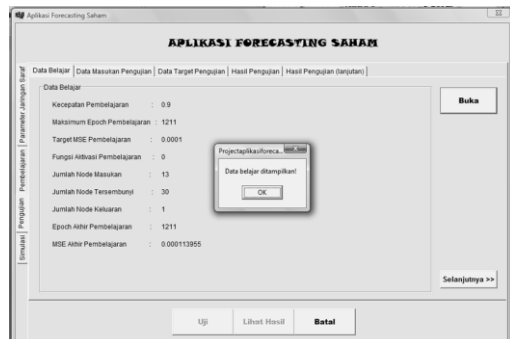 Aplikasi Forecasting Saham
APLIKASI FORECASTING SAHAM
Simulasi Pengujian Pembelajaran Parameter Jaringan Saraf
Data Belajar Data Masukan Pengujian Data Target Pengujian Hasil Pengujian Hasil Pengujian (lanjutan)
Data Belajar
Kecepatan Pembelajaran : 0.9
Maksimum Epoch Pembelajaran : 1211
Target MSE Pembelajaran : 0.0001
Fungsi Aktivasi Pembelajaran : 0
Jumlah Node Masukan : 13
Jumlah Node Tersembunyi : 30
Jumlah Node Keluaran : 1
Epoch Akhir Pembelajaran : 1211
MSE Akhir Pembelajaran : 0.000113955
Projectaplikasiforeca...
Data belajar ditampilkan!
OK
Buka
Selanjutnya >>
Uji Lihat Hasil Batal